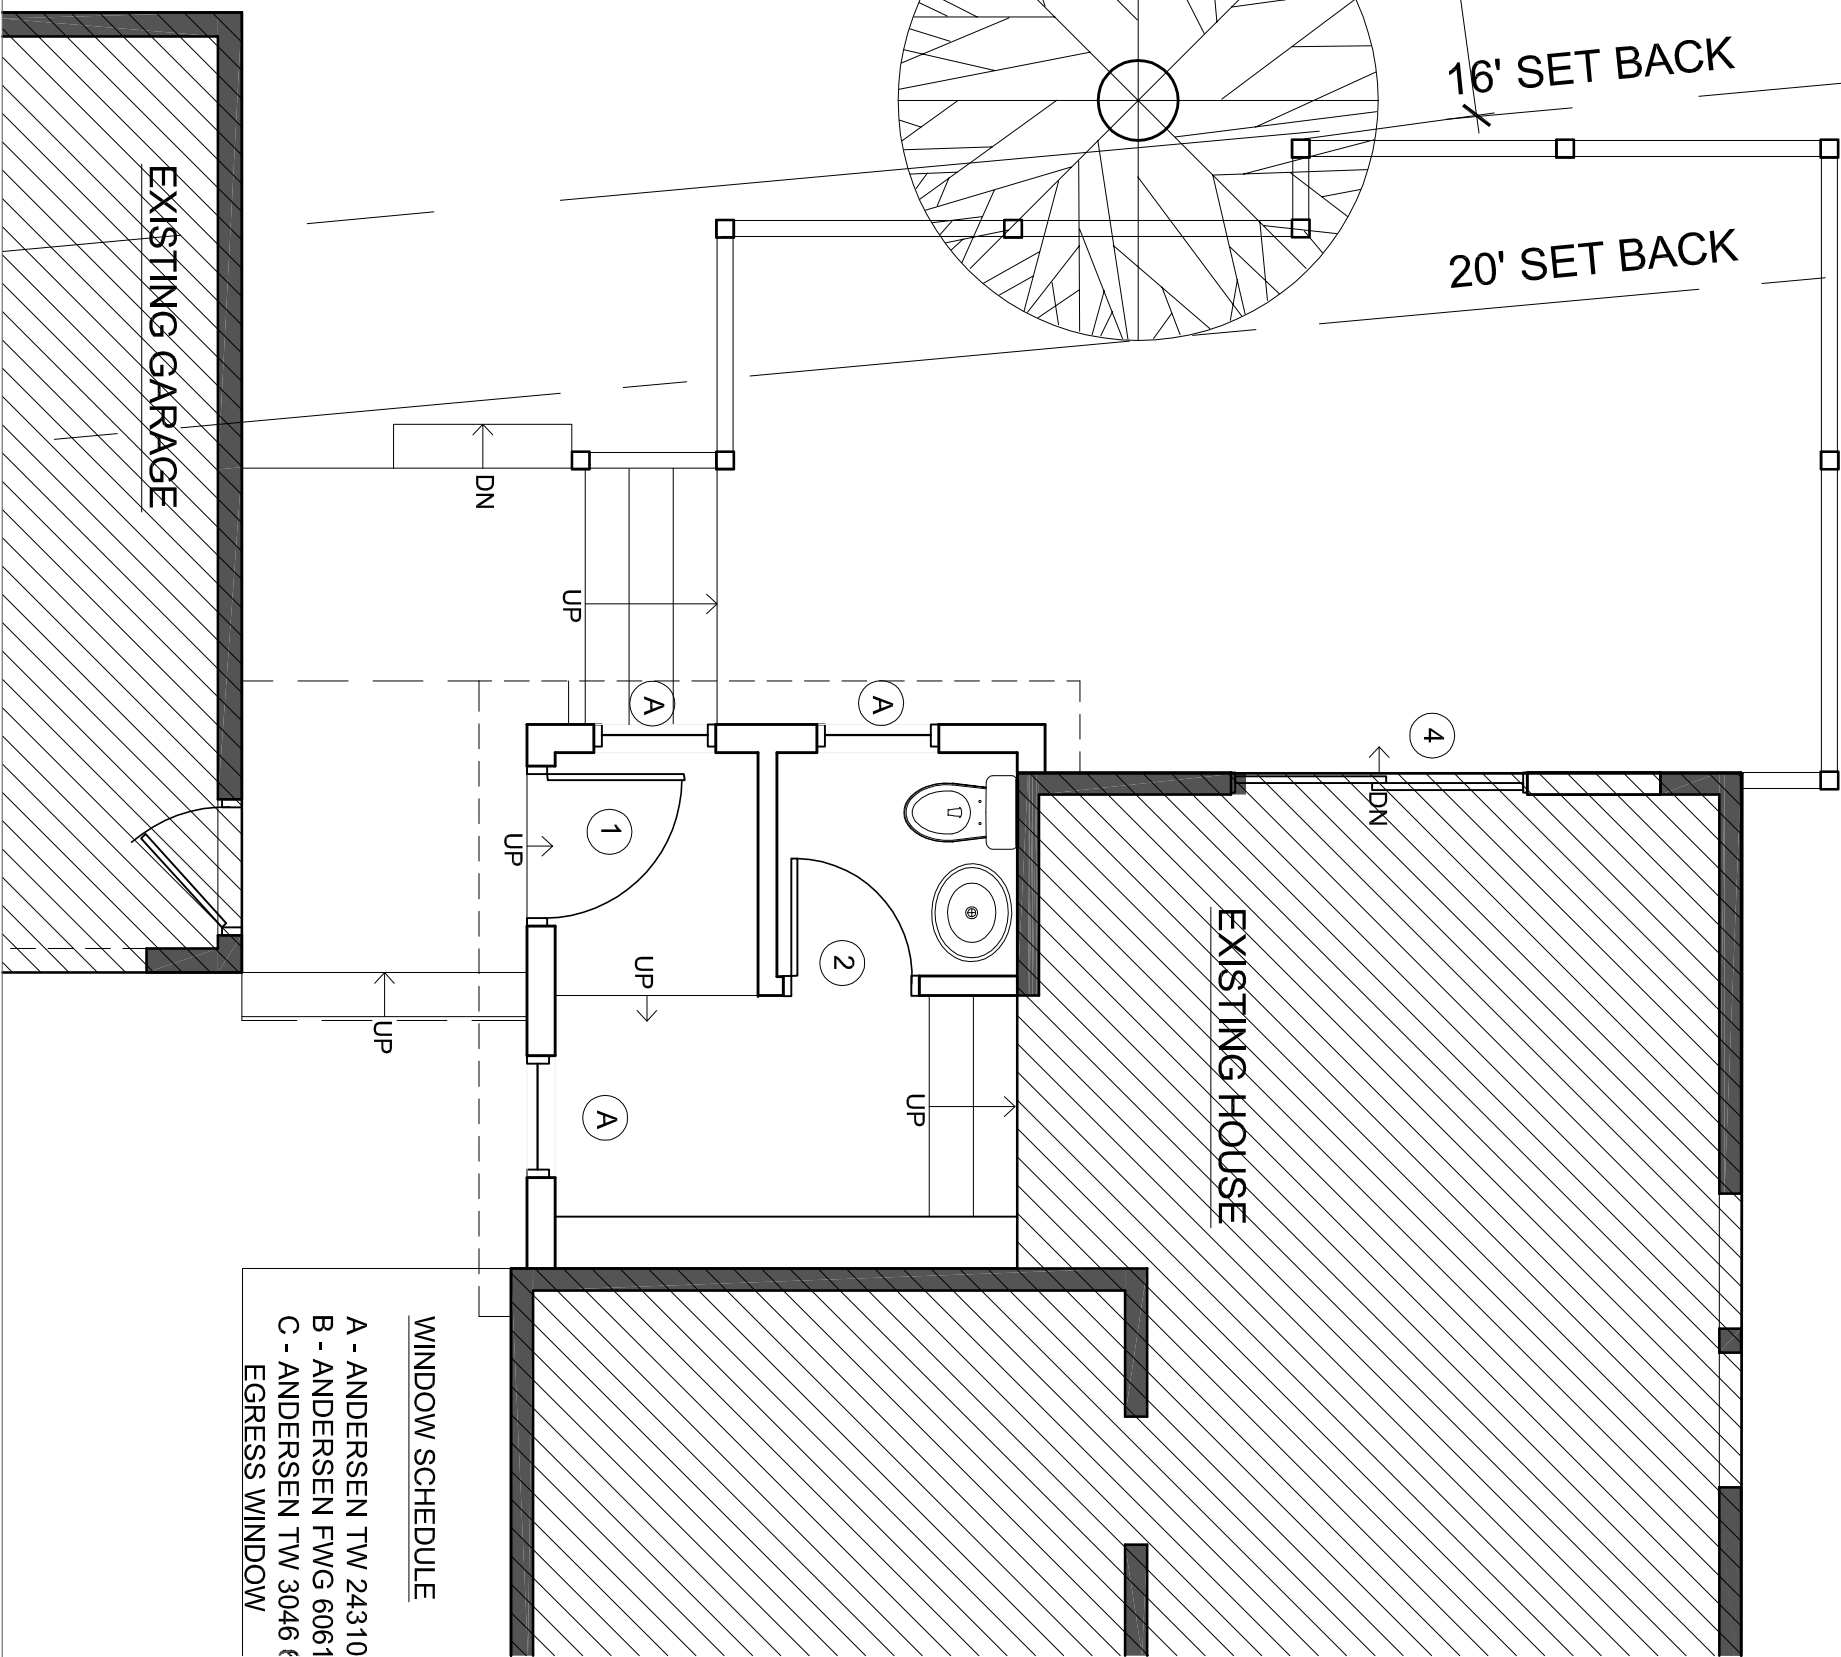 16' SET BACK
20' SET BACK
EXISTING GARAGE
DN
UP
A
A
4
DN
1
UP
2
UP
UP
A
UP
EXISTING HOUSE
WINDOW SCHEDULE
A - ANDERSEN TW 24310
B - ANDERSEN FWG 6061
C - ANDERSEN TW 3046
EGRESS WINDOW